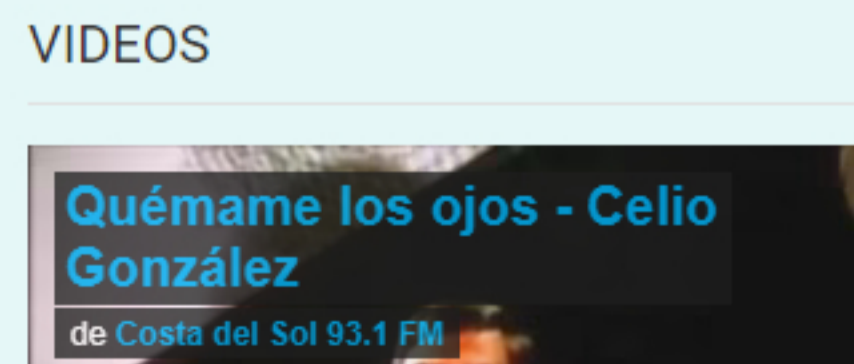 VIDEOS
Quémame los ojos - Celio
González
de Costa del Sol 93.1 FM